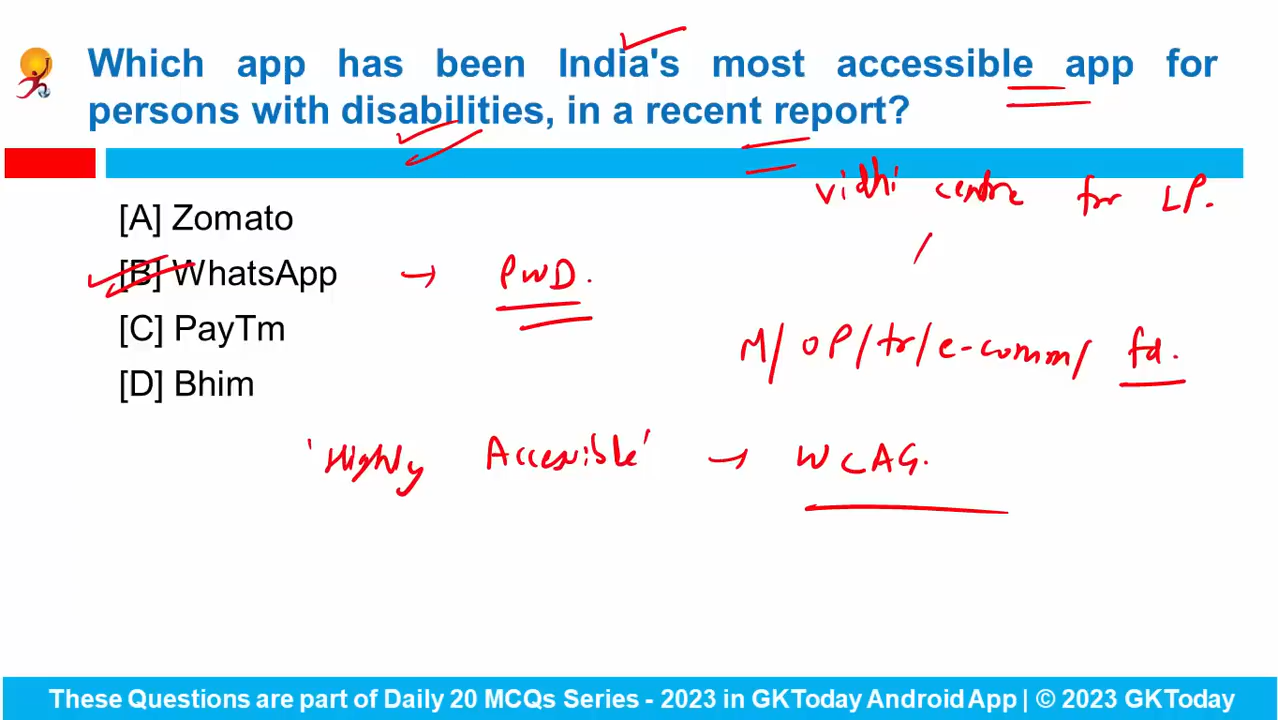 Which app has been India's most accessible app for
persons with disabilities, in a recent report?
vidhi centre for LP.
[A] Zomato
[B] WhatsApp → PWD.
[C] PayTm
M/OP/tr/e-comm/ fd.
[D] Bhim
'Highly Accessible' → WCAG.
These Questions are part of Daily 20 MCQs Series - 2023 in GKToday Android App | © 2023 GKToday